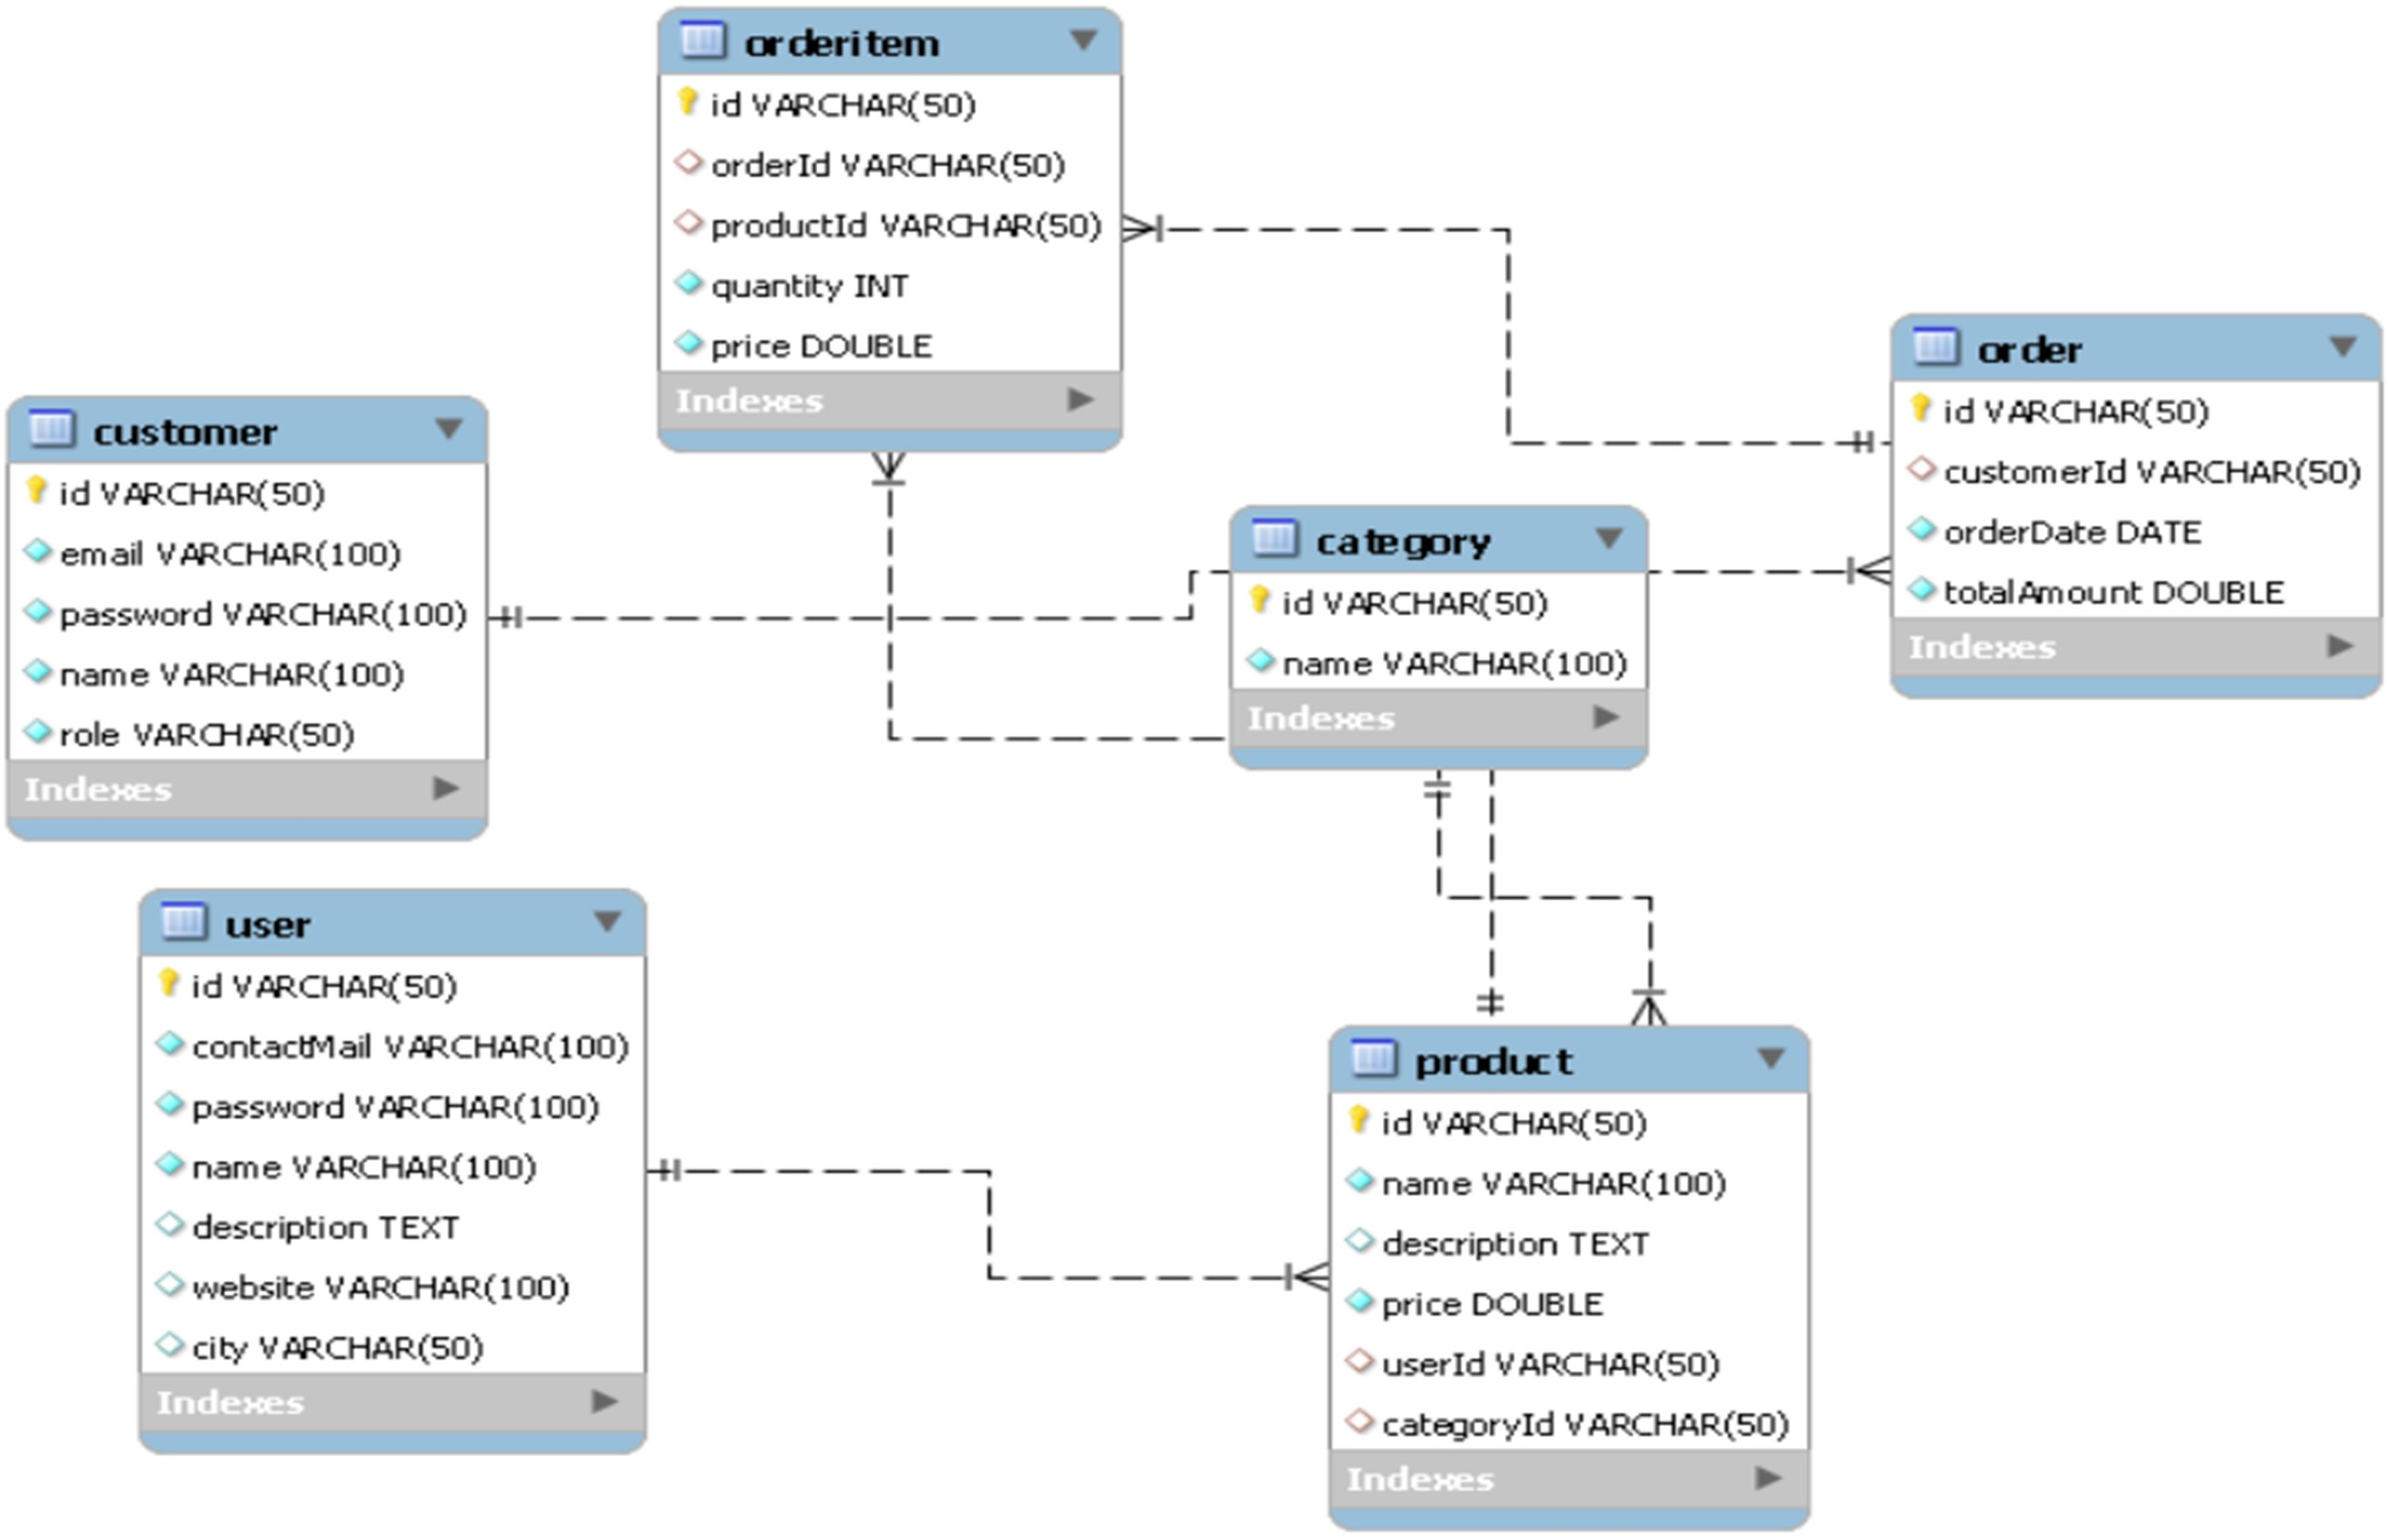 orderitem
id VARCHAR(50)
orderId VARCHAR(50)
productId VARCHAR(50)
quantity INT
price DOUBLE
Indexes
order
id VARCHAR(50)
customerId VARCHAR(50)
orderDate DATE
totalAmount DOUBLE
Indexes
customer
id VARCHAR(50)
email VARCHAR(100)
password VARCHAR(100)
name VARCHAR(100)
role VARCHAR(50)
Indexes
category
id VARCHAR(50)
name VARCHAR(100)
Indexes
user
id VARCHAR(50)
contactMail VARCHAR(100)
password VARCHAR(100)
name VARCHAR(100)
description TEXT
website VARCHAR(100)
city VARCHAR(50)
Indexes
product
id VARCHAR(50)
name VARCHAR(100)
description TEXT
price DOUBLE
userId VARCHAR(50)
categoryId VARCHAR(50)
Indexes